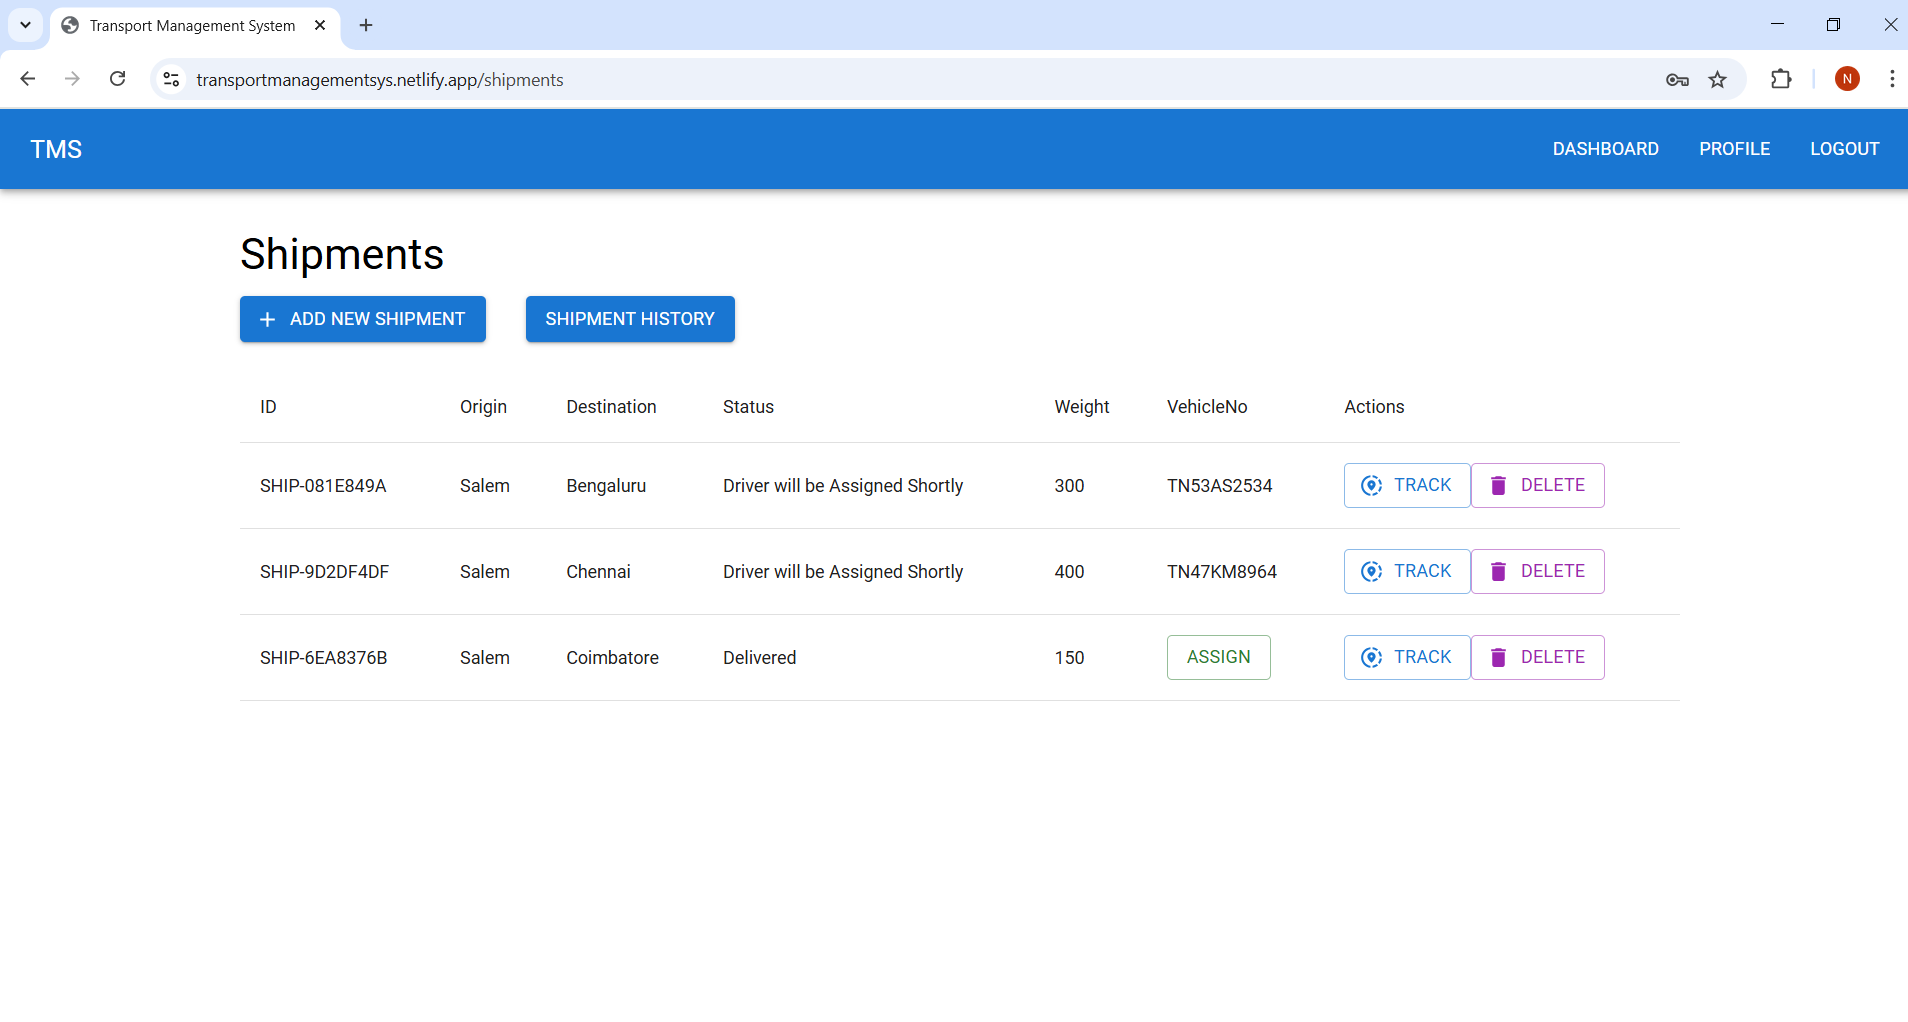 Transport Management System
transportmanagementsys.netlify.app/shipments
N
TMS
DASHBOARD PROFILE LOGOUT
Shipments
ADD NEW SHIPMENT SHIPMENT HISTORY
ID Origin Destination Status Weight VehicleNo Actions
SHIP-081E849A Salem Bengaluru Driver will be Assigned Shortly 300 TN53AS2534 TRACK DELETE
SHIP-9D2DF4DF Salem Chennai Driver will be Assigned Shortly 400 TN47KM8964 TRACK DELETE
SHIP-6EA8376B Salem Coimbatore Delivered 150 ASSIGN TRACK DELETE